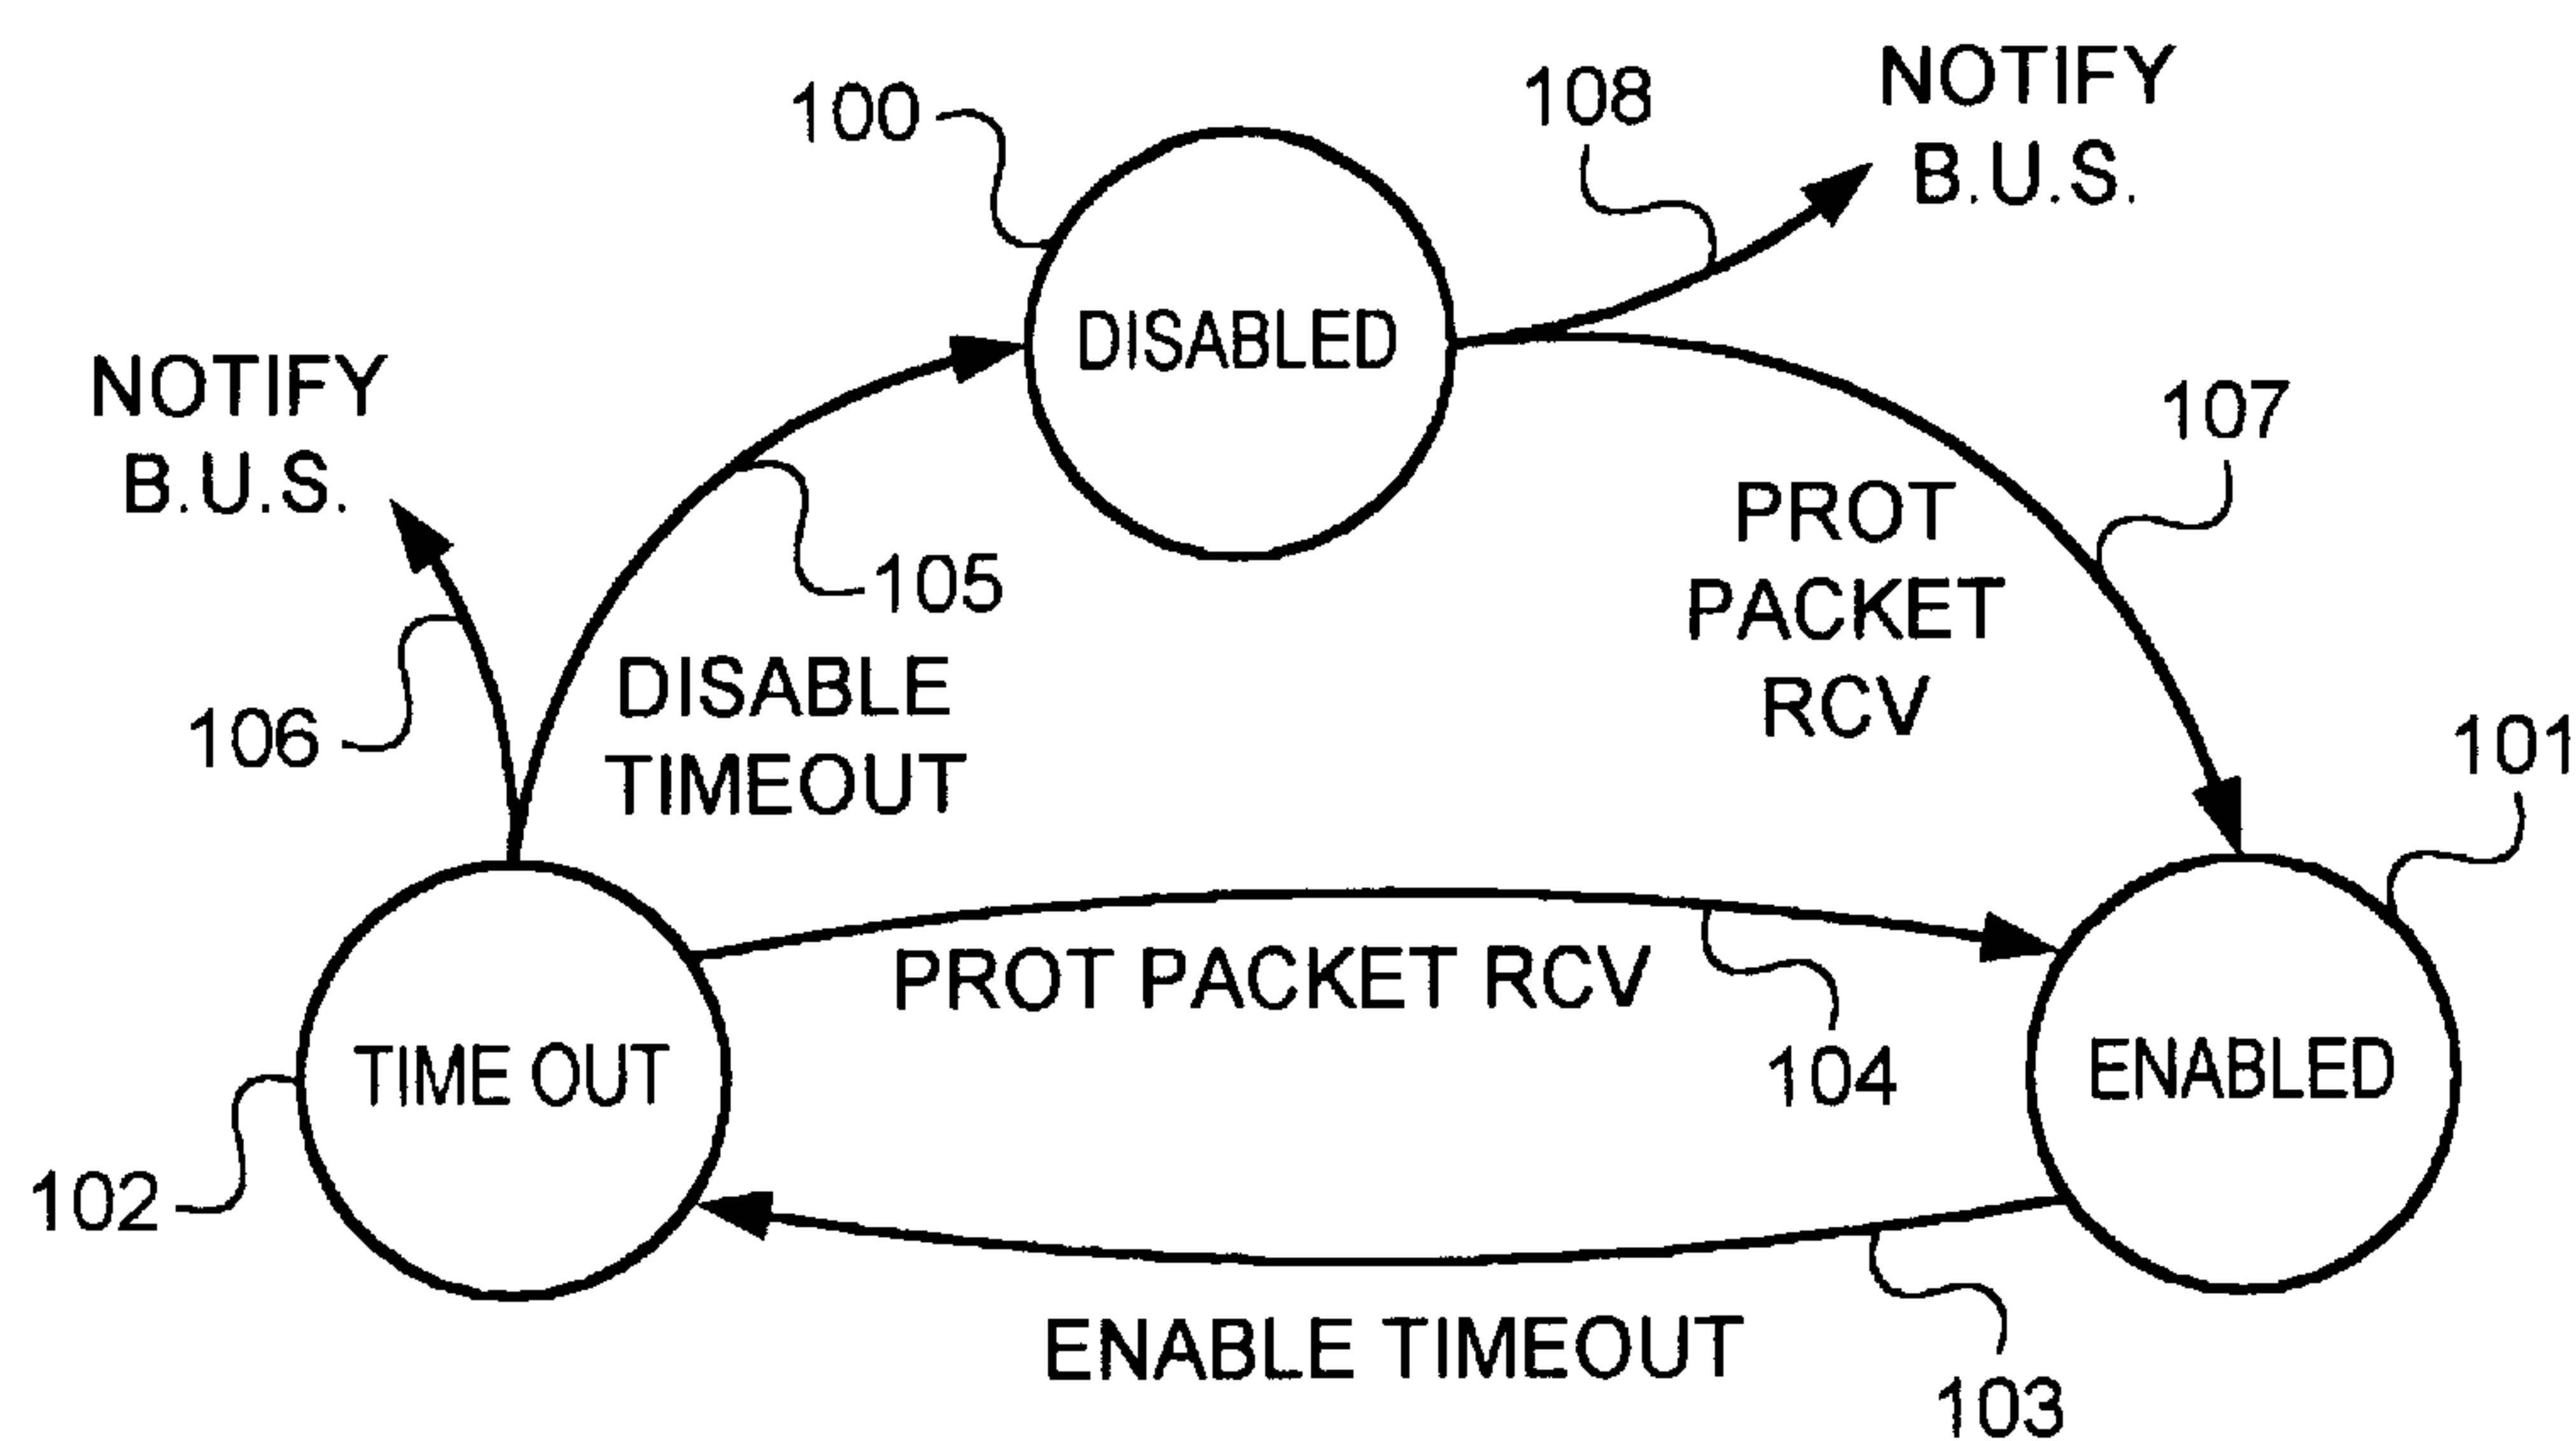 100
108
NOTIFY
B.U.S.
DISABLED
NOTIFY
B.U.S.
107
PROT
PACKET
RCV
105
DISABLE
TIMEOUT
106
101
PROT PACKET RCV
TIME OUT
104
ENABLED
102
ENABLE TIMEOUT
103